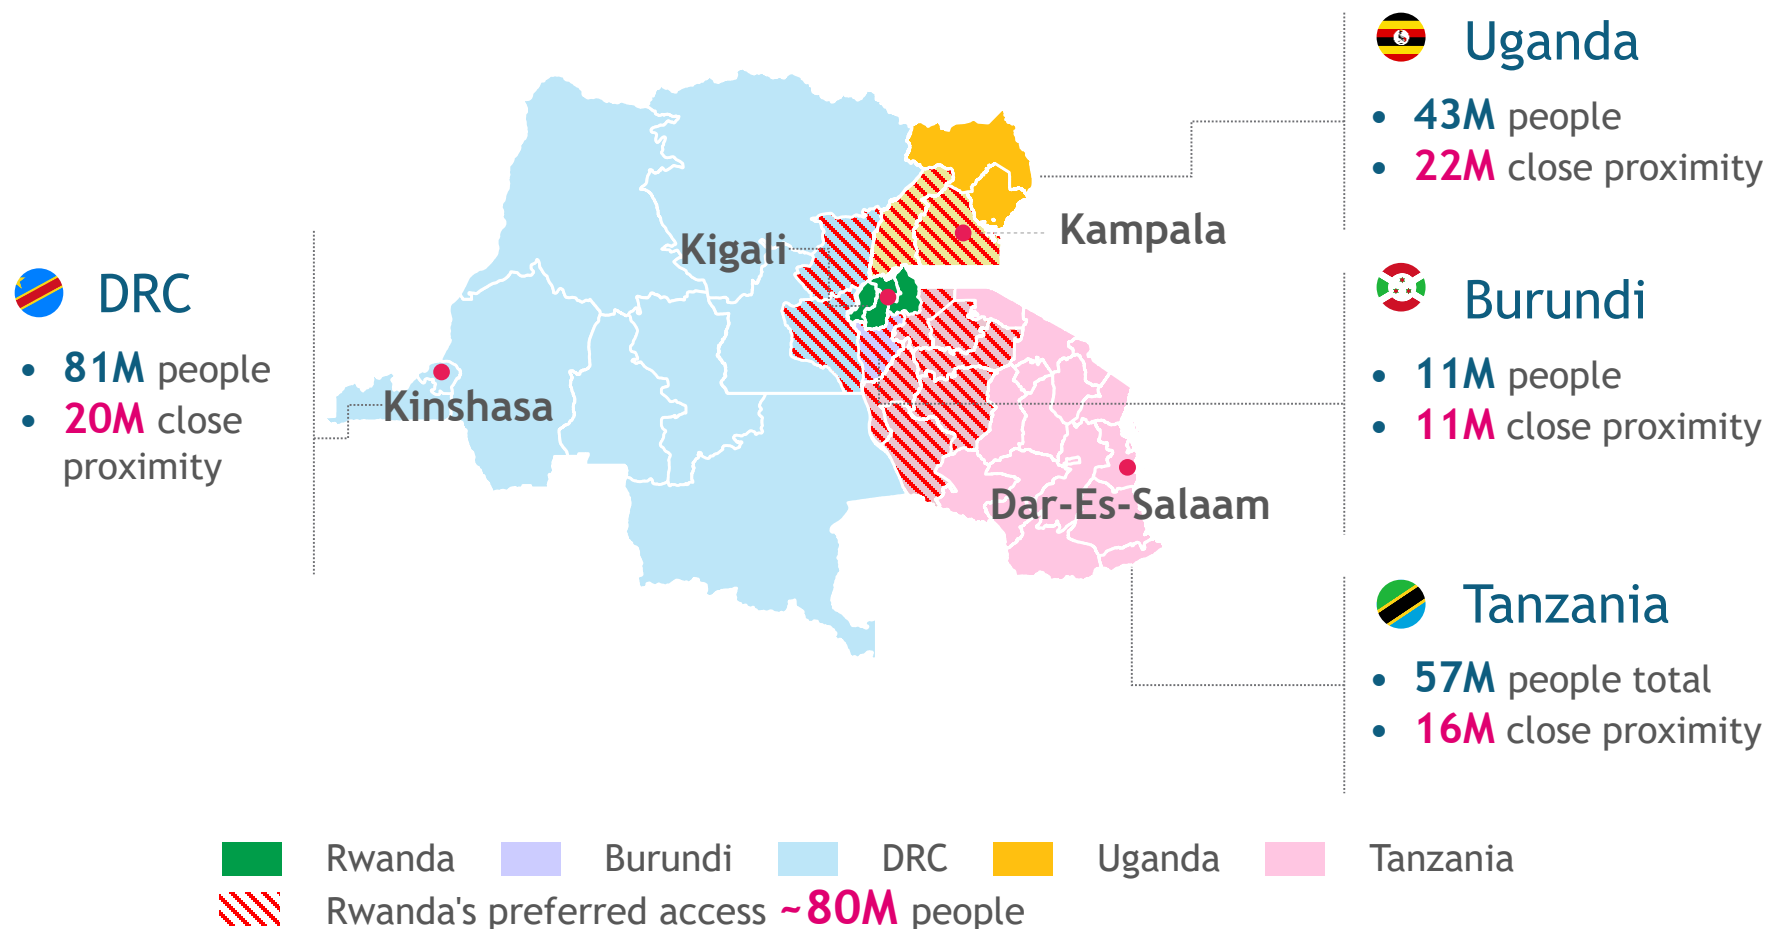 Uganda
• 43M people
• 22M close proximity
Kampala
Kigali
DRC
• 81M people
• 20M close
proximity
Kinshasa
Burundi
• 11M people
• 11M close proximity
Dar-Es-Salaam
Tanzania
• 57M people total
• 16M close proximity
Rwanda Burundi DRC Uganda Tanzania
Rwanda's preferred access ~80M people